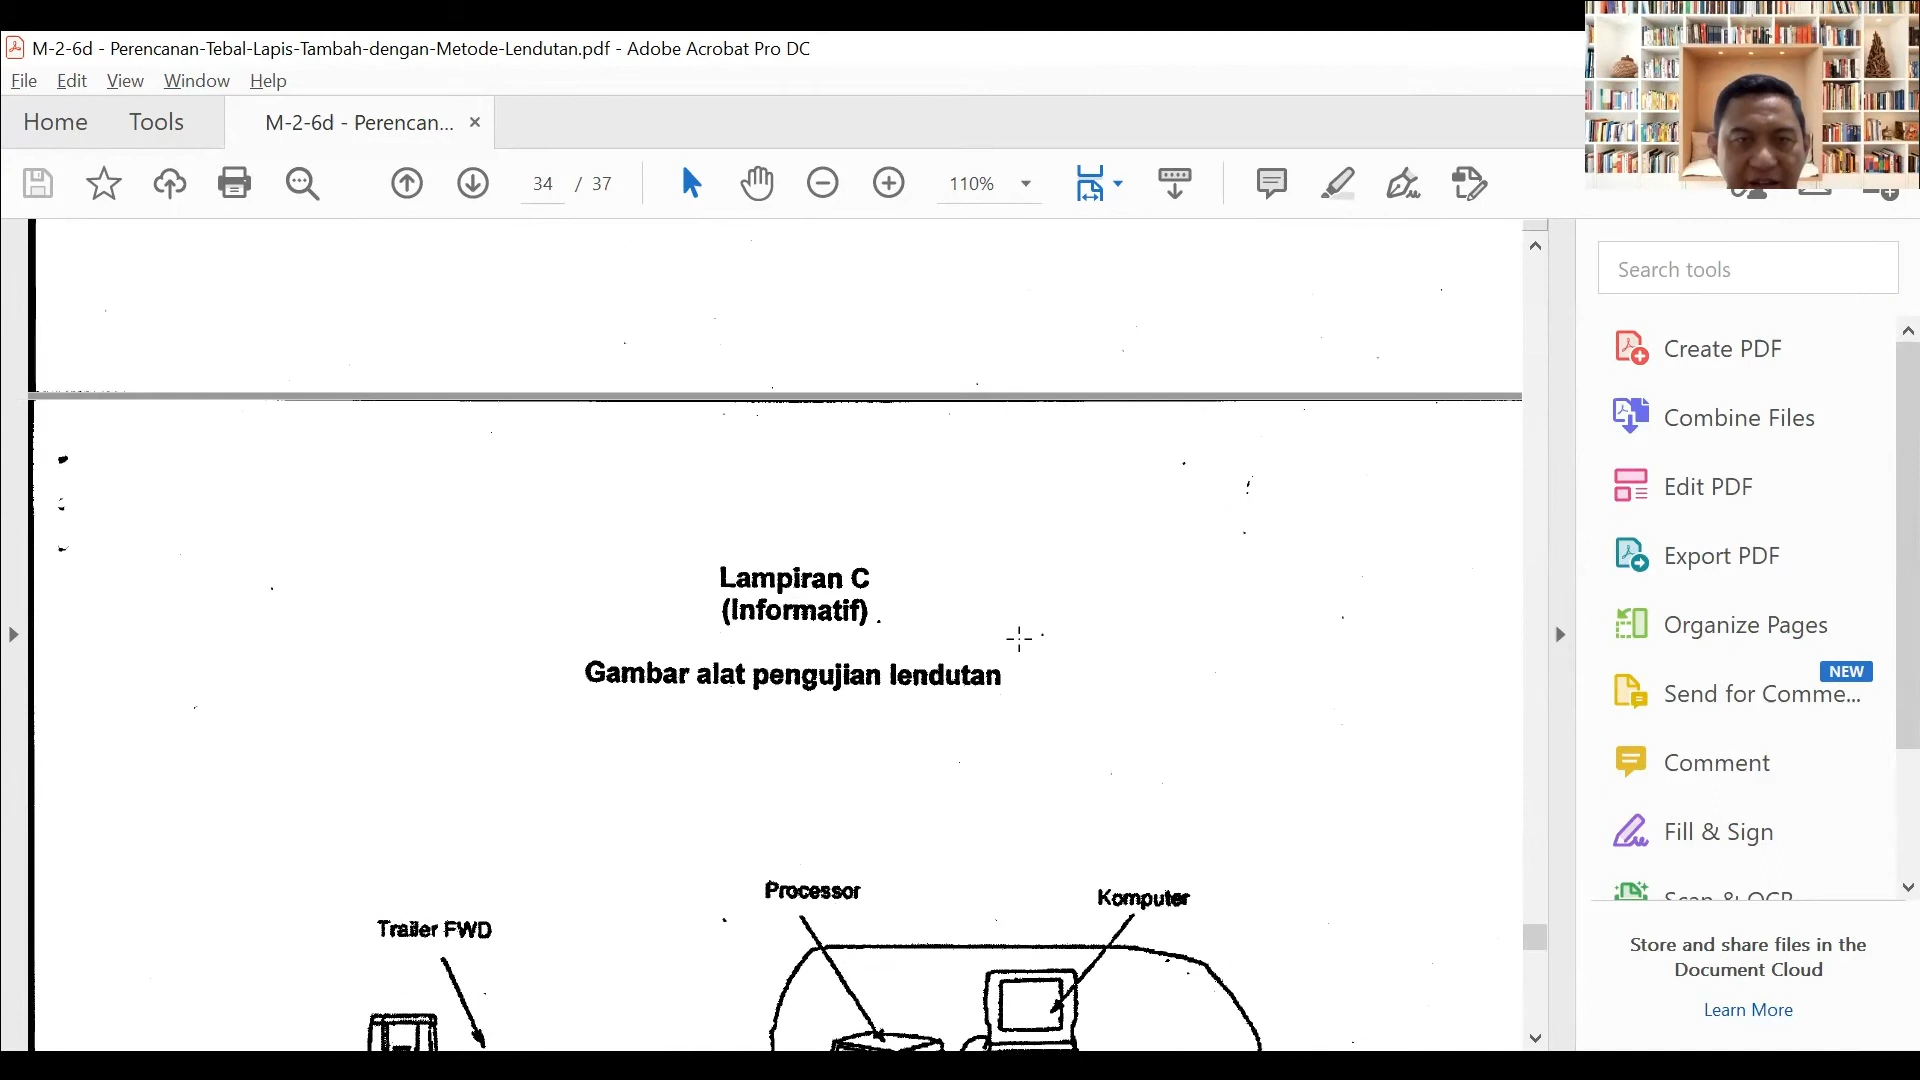 M-2-6d - Perencanan-Tebal-Lapis-Tambah-dengan-Metode-Lendutan.pdf - Adobe Acrobat Pro DC
File Edit View Window Help
Home Tools M-2-6d - Perencan... ×
34 / 37 110%
Search tools
Create PDF
Combine Files
Edit PDF
Export PDF
Organize Pages
NEW
Send for Comme...
Comment
Fill & Sign
Scan & OCR
Store and share files in the
Document Cloud
Learn More
Lampiran C
(Informatif)
Gambar alat pengujian lendutan
Processor
Komputer
Trailer FWD